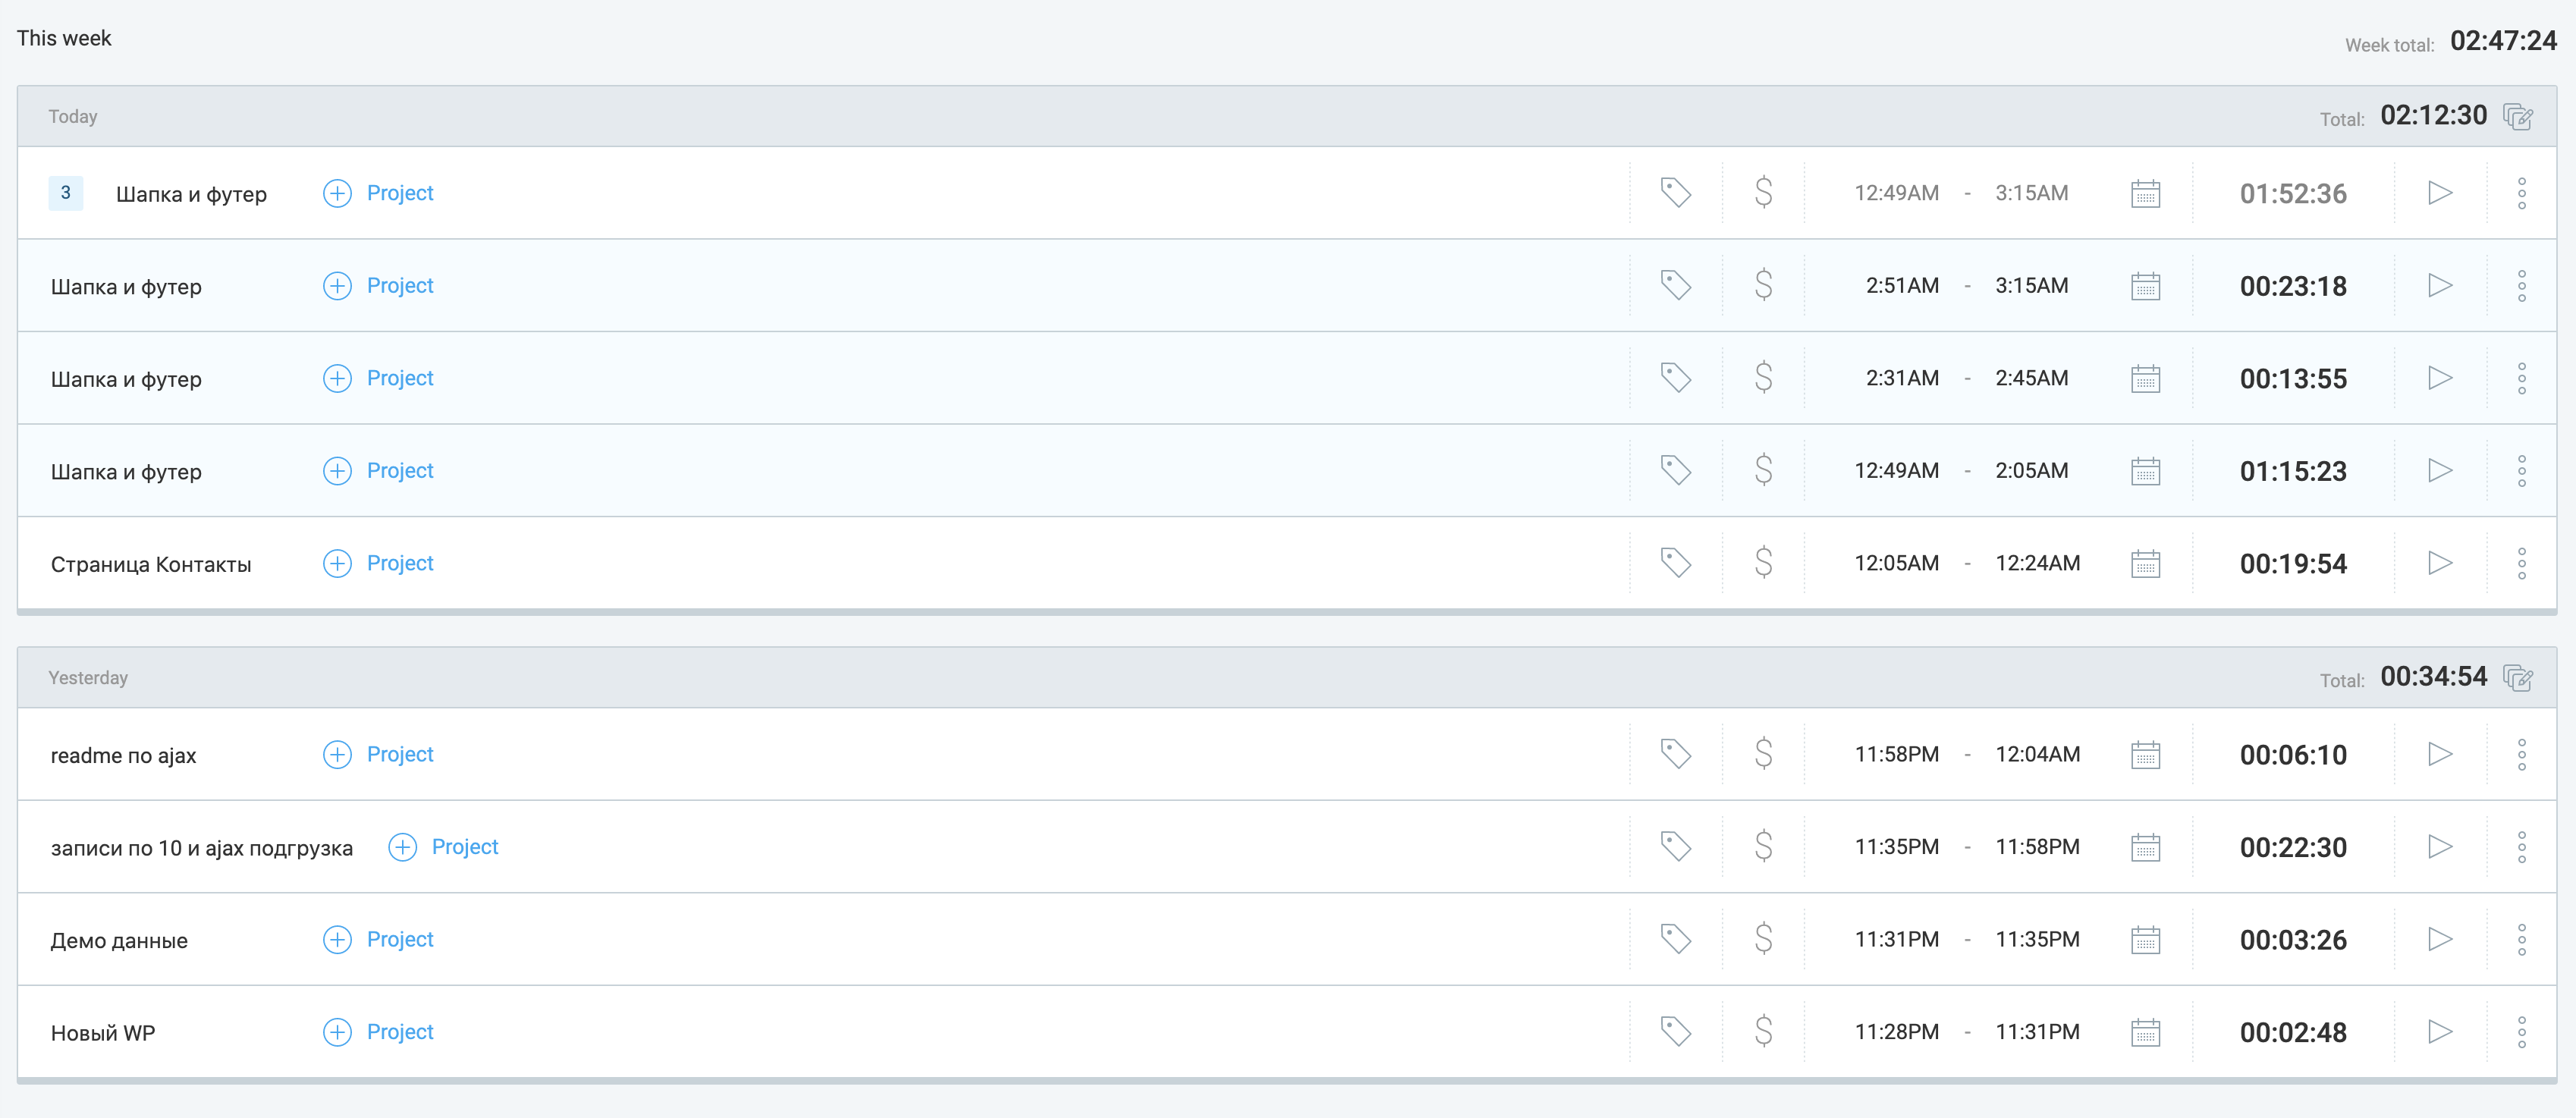 This week Week total: 02:47:24
Today Total: 02:12:30
3 Шапка и футер Project $ 12:49AM - 3:15AM 01:52:36
Шапка и футер Project $ 2:51AM - 3:15AM 00:23:18
Шапка и футер Project $ 2:31AM - 2:45AM 00:13:55
Шапка и футер Project $ 12:49AM - 2:05AM 01:15:23
Страница Контакты Project $ 12:05AM - 12:24AM 00:19:54
Yesterday Total: 00:34:54
readme по ajax Project $ 11:58PM - 12:04AM 00:06:10
записи по 10 и ajax подгрузка Project $ 11:35PM - 11:58PM 00:22:30
Демо данные Project $ 11:31PM - 11:35PM 00:03:26
Новый WP Project $ 11:28PM - 11:31PM 00:02:48